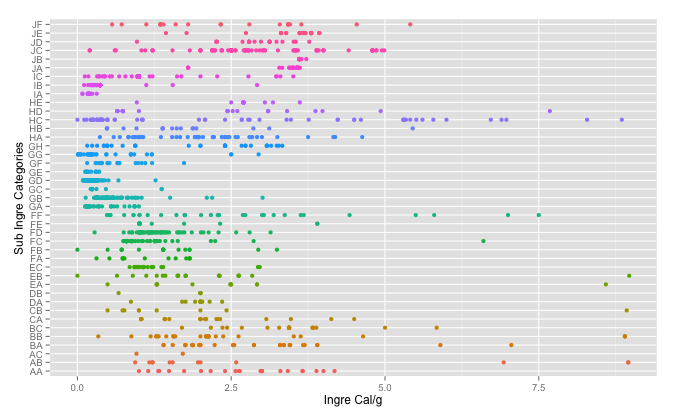 JF
JE
JD
JC
JB
JA
IC
IB
IA
HE
HD
HC
HB
HA
GH
GG
GF
GE
GD
GC
GB
GA
FF
FE
FD
FC
FB
FA
EC
EB
EA
DB
DA
CB
CA
BC
BB
BA
AC
AB
AA
Sub Ingre Categories
0.0 2.5 5.0 7.5
Ingre Cal/g